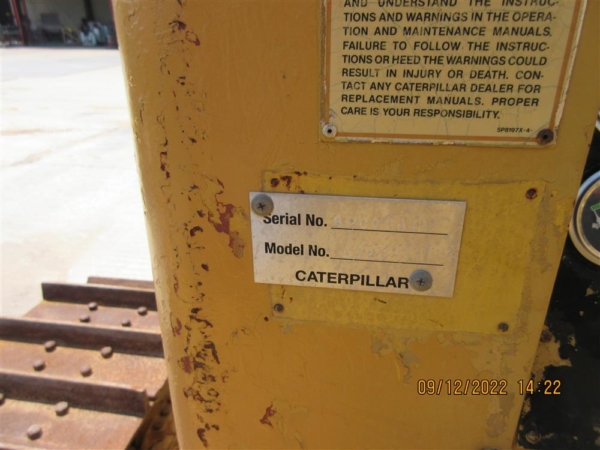 AND UNDERSTAND THE INSTRUC-
TIONS AND WARNINGS IN THE OPERA-
TION AND MAINTENANCE MANUALS.
FAILURE TO FOLLOW THE INSTRUC-
TIONS OR HEED THE WARNINGS COULD
RESULT IN INJURY OR DEATH. CON-
TACT ANY CATERPILLAR DEALER FOR
REPLACEMENT MANUALS. PROPER
CARE IS YOUR RESPONSIBILITY.
Serial No.
Model No.
CATERPILLAR
09/12/2022 14:22